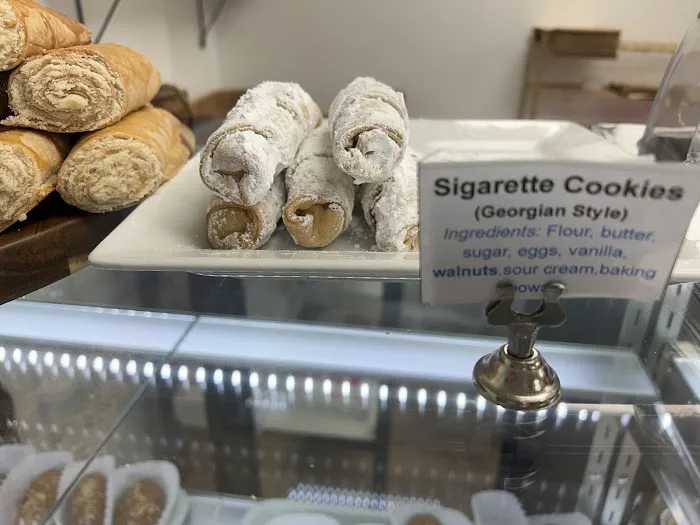 Sigarette Cookies
(Georgian Style)
Ingredients: Flour, butter,
sugar, eggs, vanilla,
walnuts,sour cream,baking